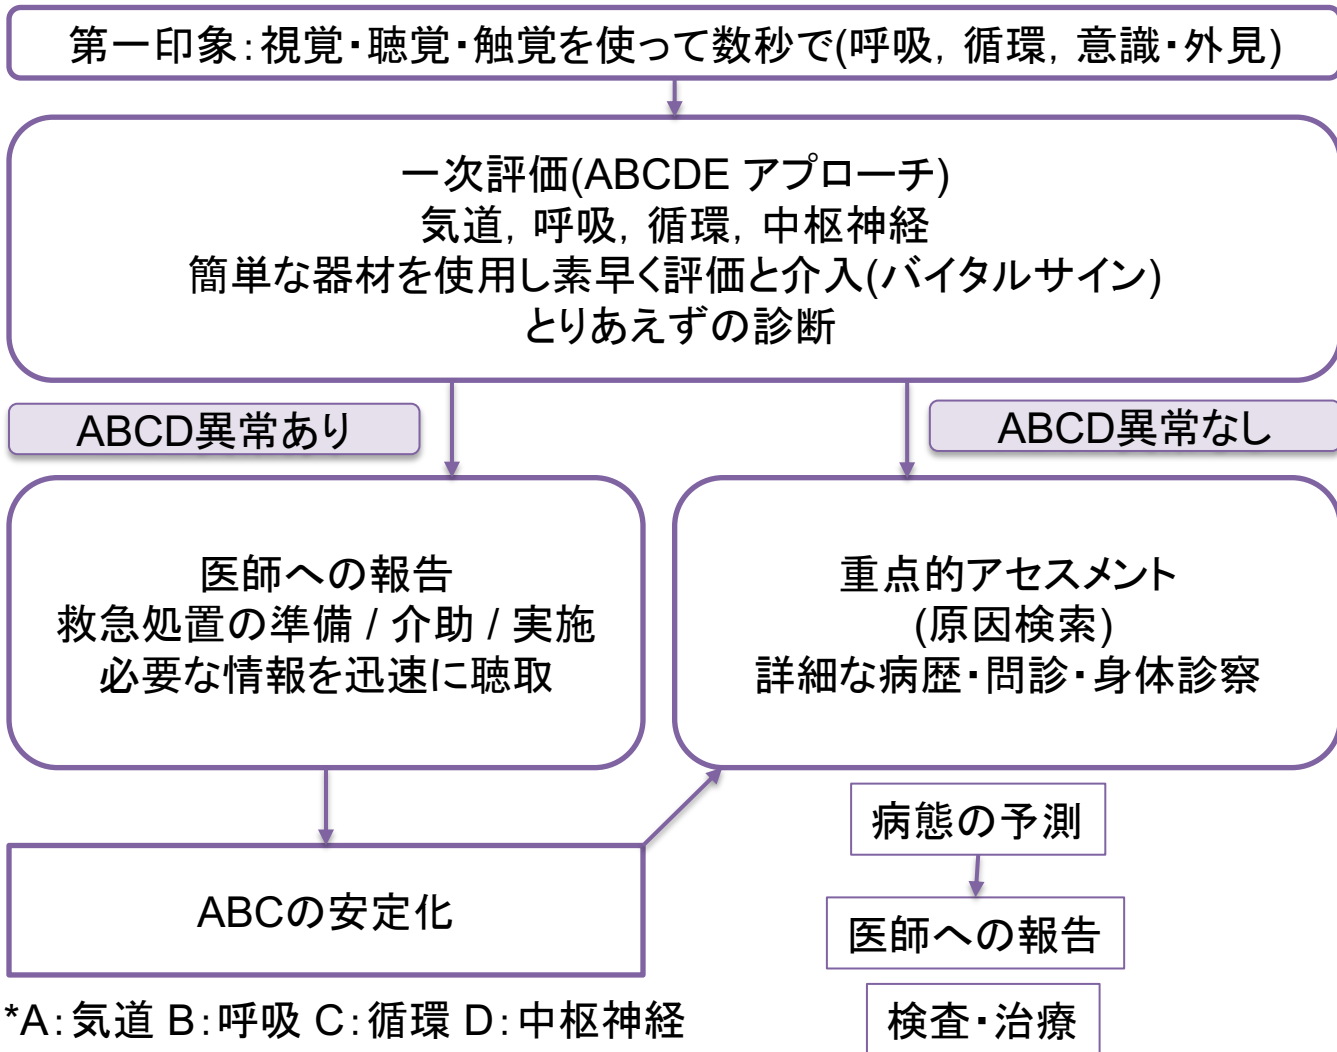 第一印象：視覚・聴覚・触覚を使って数秒で(呼吸, 循環, 意識・外見)
一次評価(ABCDE アプローチ)
気道, 呼吸, 循環, 中枢神経
簡単な器材を使用し素早く評価と介入(バイタルサイン)
とりあえずの診断
ABCD異常あり
ABCD異常なし
医師への報告
救急処置の準備 / 介助 / 実施
必要な情報を迅速に聴取
重点的アセスメント
(原因検索)
詳細な病歴・問診・身体診察
ABCの安定化
病態の予測
医師への報告
検査・治療
*A：気道 B：呼吸 C：循環 D：中枢神経